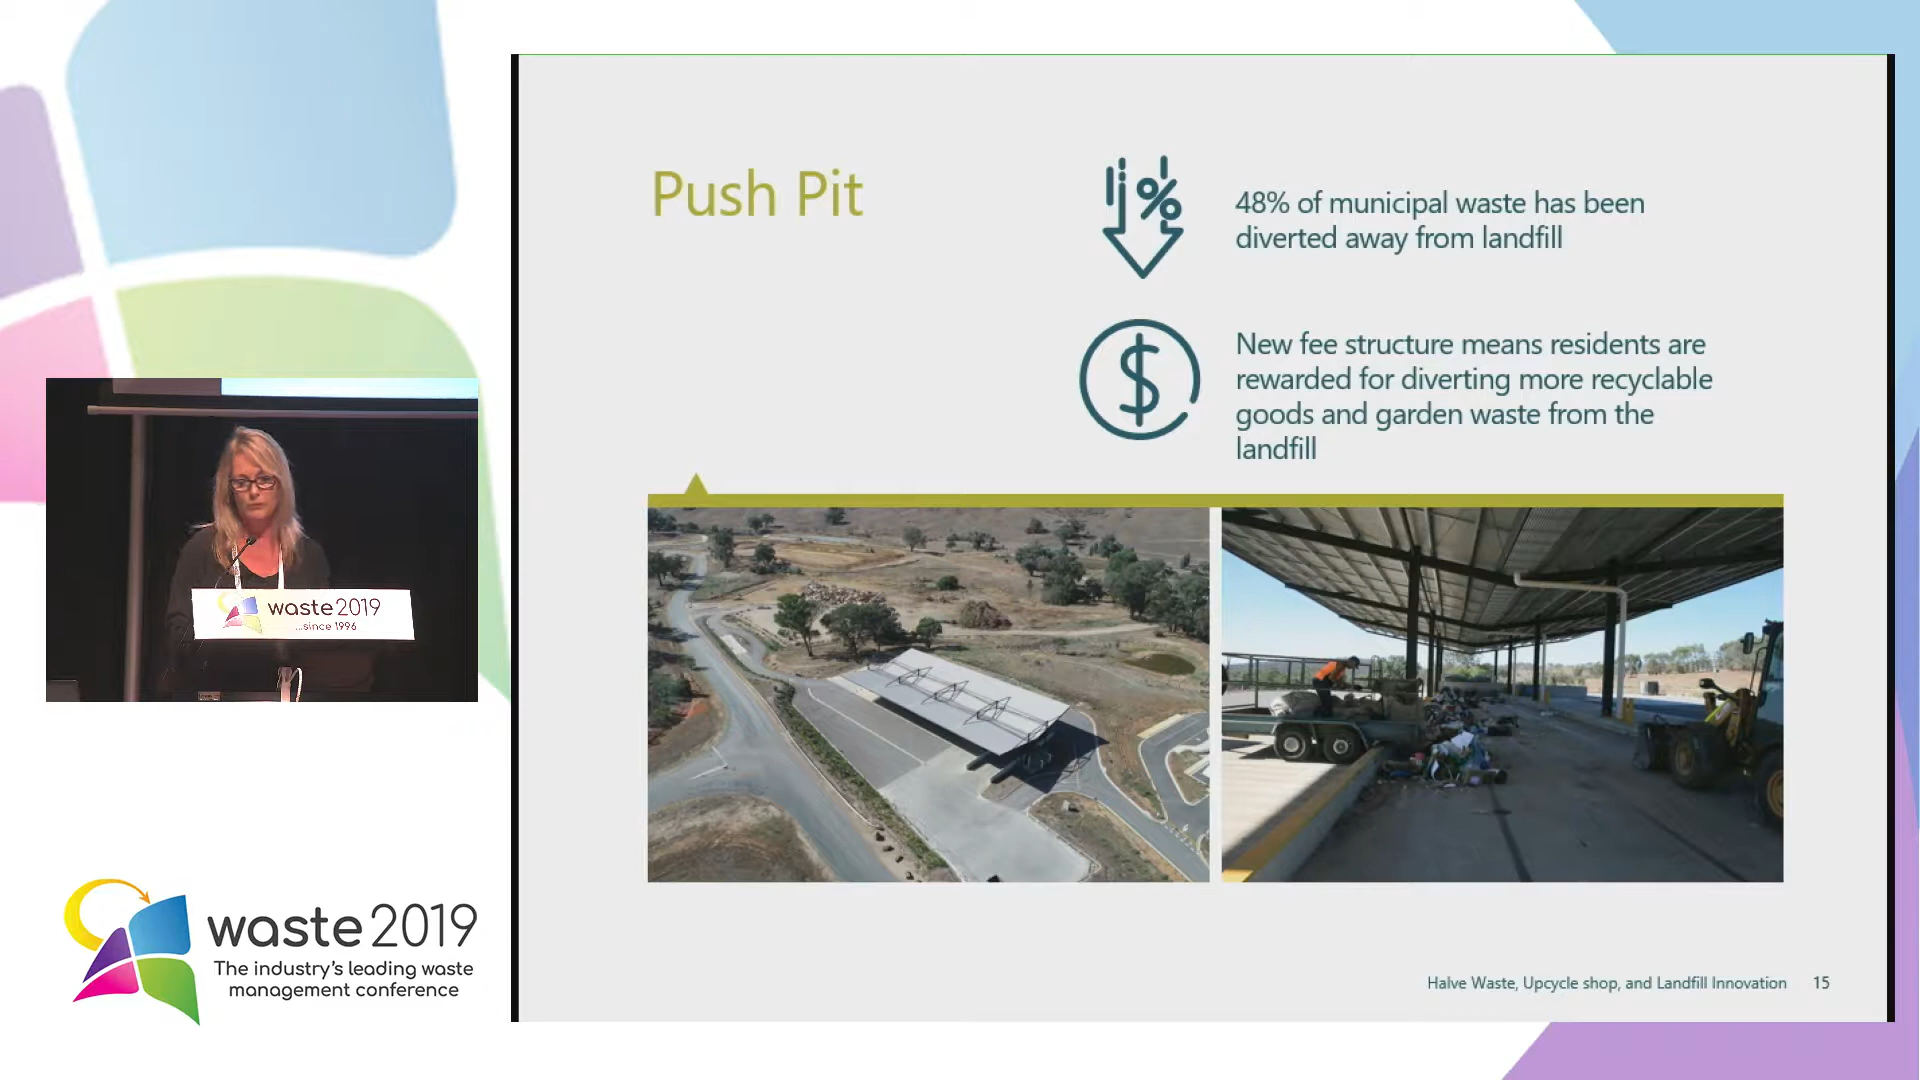 Push Pit
48% of municipal waste has been
diverted away from landfill
New fee structure means residents are
rewarded for diverting more recyclable
goods and garden waste from the
landfill
waste2019
...since 1996
waste2019
The industry's leading waste
management conference
Halve Waste, Upcycle shop, and Landfill Innovation 15